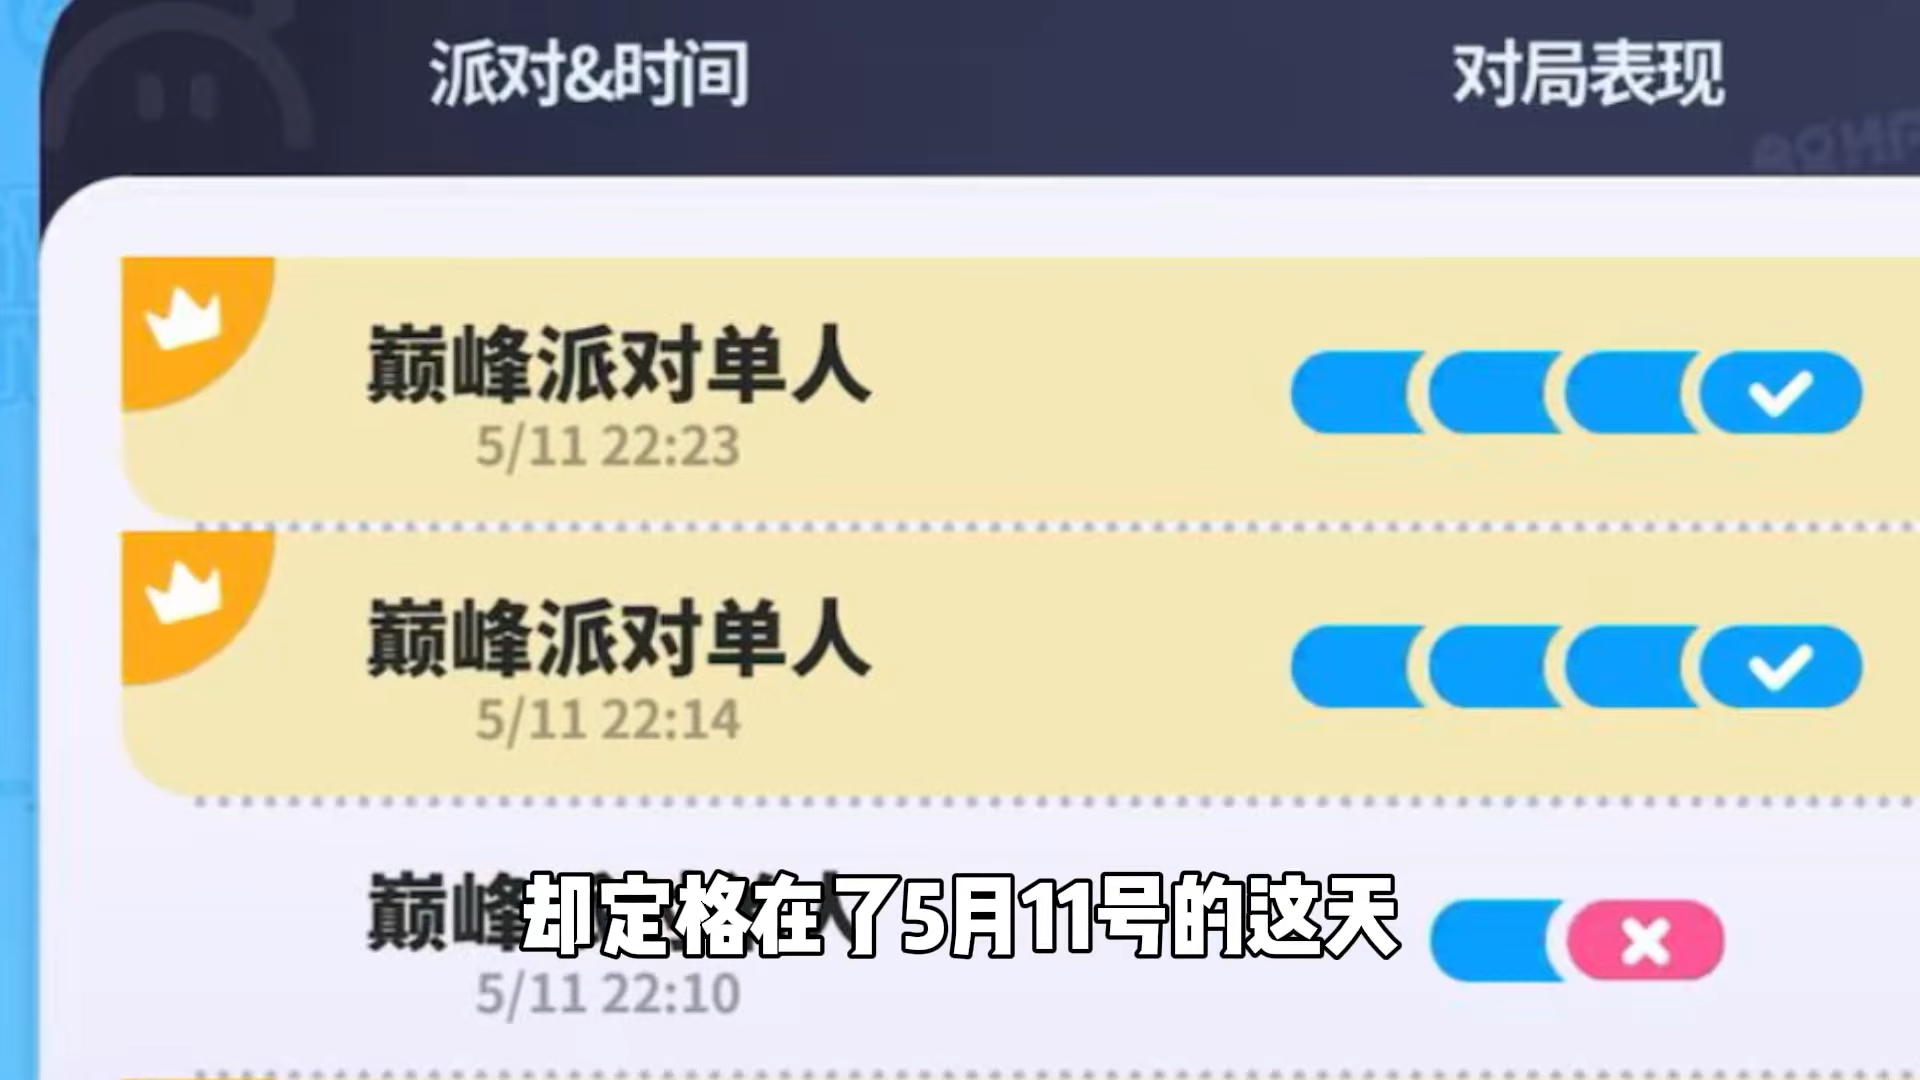 派对&时间
对局表现
巅峰派对单人
5/11 22:23
巅峰派对单人
5/11 22:14
巅峰
人
却定格在了5月11号的这天
5/11 22:10